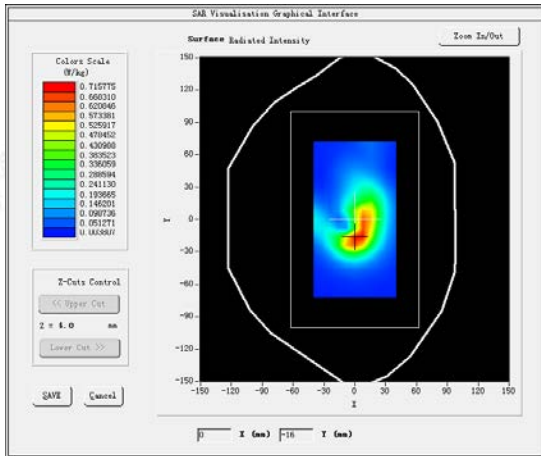 SAR Visualisation Graphical Interface
Surface Radiated Intensity
Zoom In/Out
Colors Scale
(W/kg)
0.715775
0.668310
0.620846
0.573381
0.525917
0.478452
0.430988
0.383523
0.336059
0.288594
0.241130
0.193665
0.146201
0.098736
0.051271
0.003807
150
120
90
60
30
0
-30
-60
-90
-120
-150
Y
-150 -120 -90 -60 -30 0 30 60 90 120 150
X
Z-Cuts Control
<< Upper Cut
Z = 4.0 mm
Lower Cut >>
SAVE Cancel
0 X (mm) -16 Y (mm)